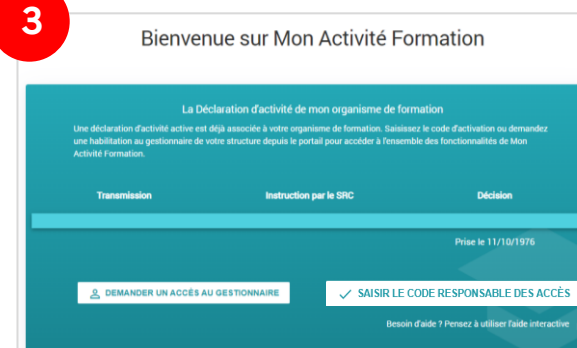 3
Bienvenue sur Mon Activité Formation
La Déclaration d'activité de mon organisme de formation
Une déclaration d'activité active est déjà associée à votre organisme de formation. Saisissez le code d'activation ou demandez
une habilitation au gestionnaire de votre structure depuis le portail pour accéder à l'ensemble des fonctionnalités de Mon
Activité Formation.
Transmission Instruction par le SRC Décision
Prise le 11/10/1976
DEMANDER UN ACCÈS AU GESTIONNAIRE SAISIR LE CODE RESPONSABLE DES ACCÈS
Besoin d'aide ? Pensez à utiliser l'aide interactive